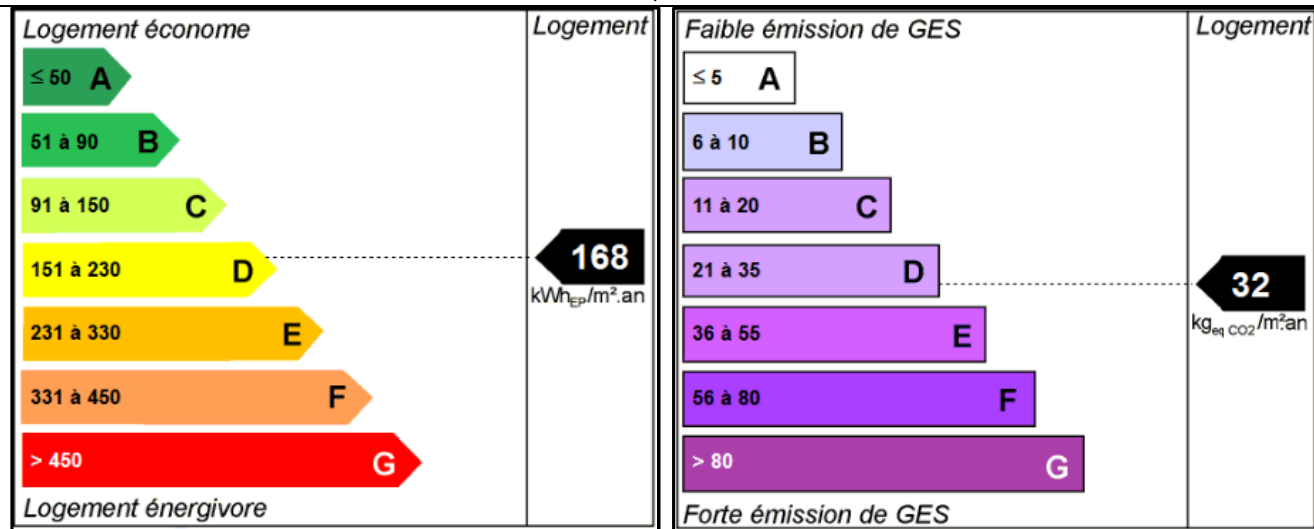 Logement économe
Logement
≤ 50 A
51 à 90 B
91 à 150 C
151 à 230 D
231 à 330 E
331 à 450 F
> 450 G
168
kWhEP/m².an
Logement énergivore
Faible émission de GES
Logement
≤ 5 A
6 à 10 B
11 à 20 C
21 à 35 D
36 à 55 E
56 à 80 F
> 80 G
32
kgeq CO2/m².an
Forte émission de GES